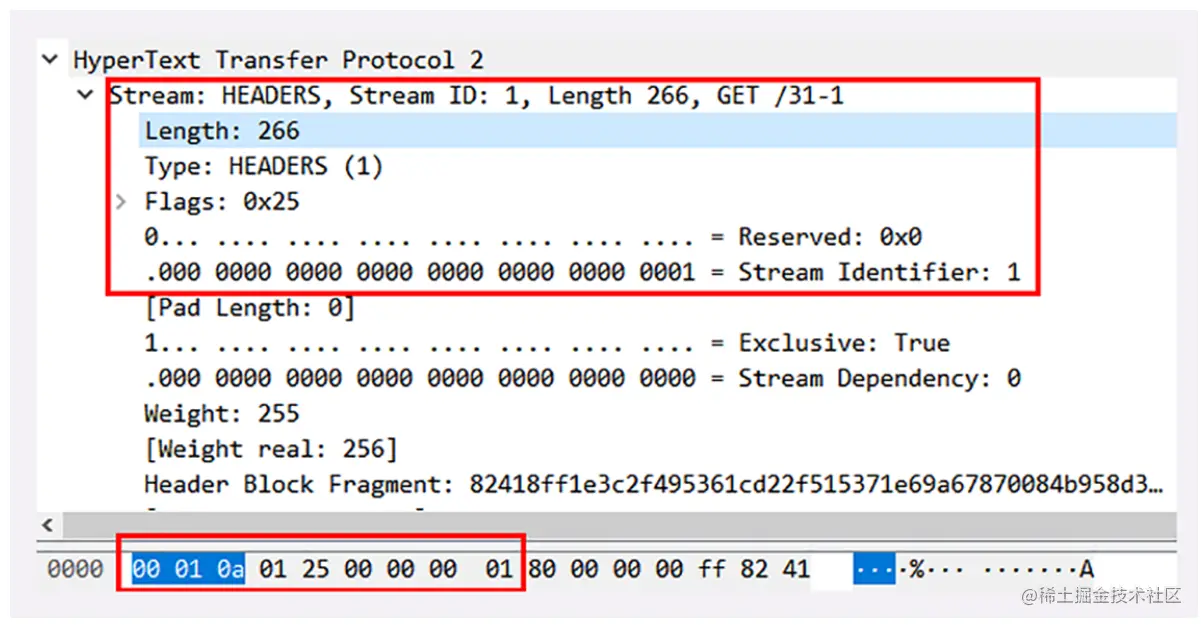 HyperText Transfer Protocol 2
Stream: HEADERS, Stream ID: 1, Length 266, GET /31-1
Length: 266
Type: HEADERS (1)
Flags: 0x25
0... .... .... .... .... .... .... .... = Reserved: 0x0
.000 0000 0000 0000 0000 0000 0000 0001 = Stream Identifier: 1
[Pad Length: 0]
1... .... .... .... .... .... .... .... = Exclusive: True
.000 0000 0000 0000 0000 0000 0000 0000 = Stream Dependency: 0
Weight: 255
[Weight real: 256]
Header Block Fragment: 82418ff1e3c2f495361cd22f515371e69a67870084b958d3…
0000 00 01 0a 01 25 00 00 00 01 80 00 00 00 ff 82 41 ····%··· ·······A
@稀土掘金技术社区